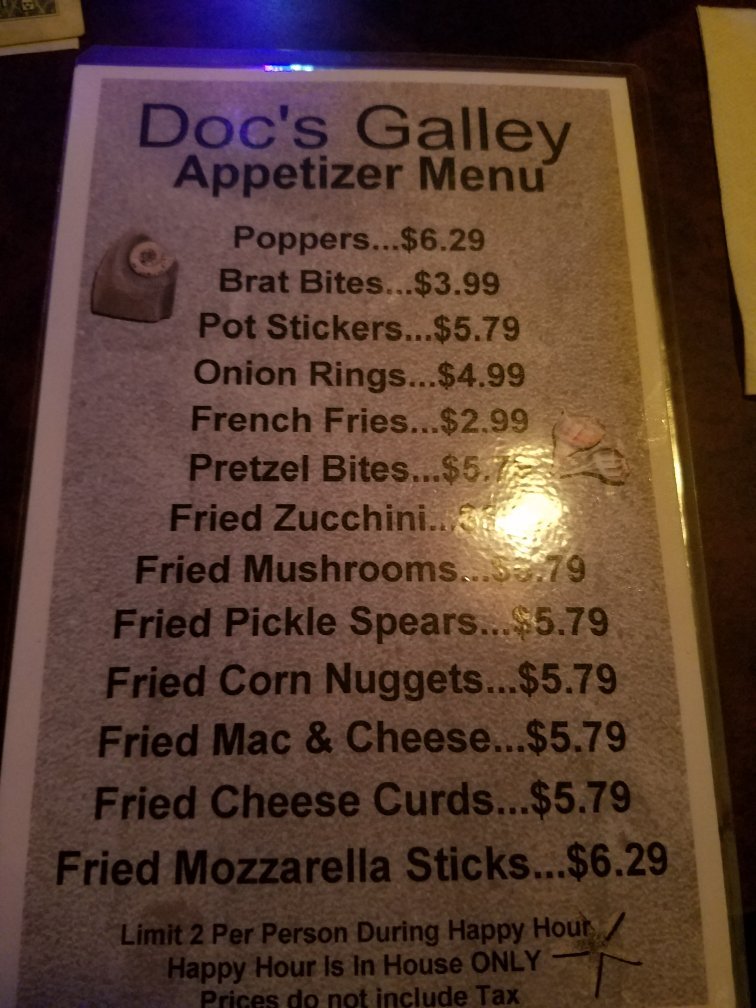 Doc's Galley
Appetizer Menu
Poppers...$6.29
Brat Bites...$3.99
Pot Stickers...$5.79
Onion Rings...$4.99
French Fries...$2.99
Pretzel Bites...
Fried Zucchini...
Fried Mushrooms...
Fried Pickle Spears...$5.79
Fried Corn Nuggets...$5.79
Fried Mac & Cheese...$5.79
Fried Cheese Curds...$5.79
Fried Mozzarella Sticks...$6.29
Limit 2 Per Person During Happy Hour
Happy Hour Is In House ONLY
Prices do not include Tax